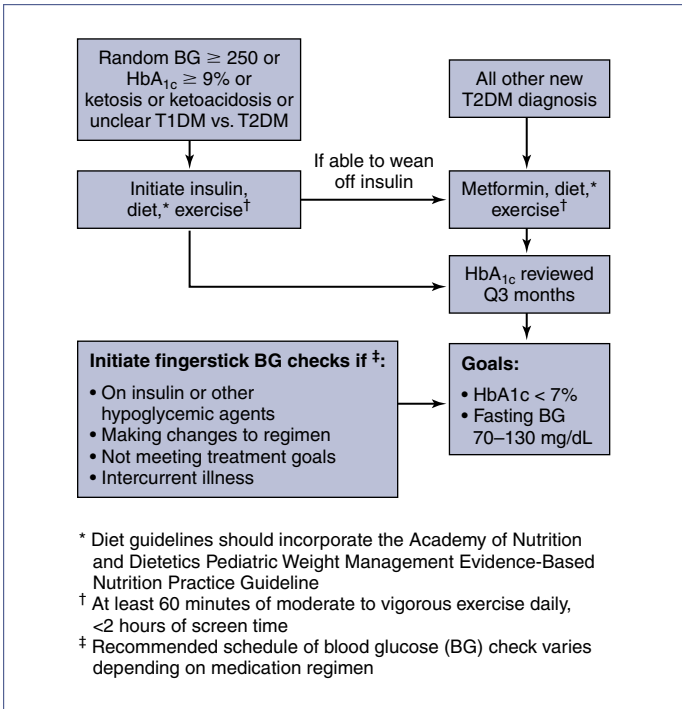 Random BG ≥ 250 or
HbA1c ≥ 9% or
ketosis or ketoacidosis or
unclear T1DM vs. T2DM
All other new
T2DM diagnosis
If able to wean
off insulin
Initiate insulin,
diet,* exercise†
Metformin, diet,*
exercise†
HbA1c reviewed
Q3 months
Initiate fingerstick BG checks if ‡:
• On insulin or other
hypoglycemic agents
• Making changes to regimen
• Not meeting treatment goals
• Intercurrent illness
Goals:
• HbA1c < 7%
• Fasting BG
70–130 mg/dL
* Diet guidelines should incorporate the Academy of Nutrition
and Dietetics Pediatric Weight Management Evidence-Based
Nutrition Practice Guideline
† At least 60 minutes of moderate to vigorous exercise daily,
<2 hours of screen time
‡ Recommended schedule of blood glucose (BG) check varies
depending on medication regimen